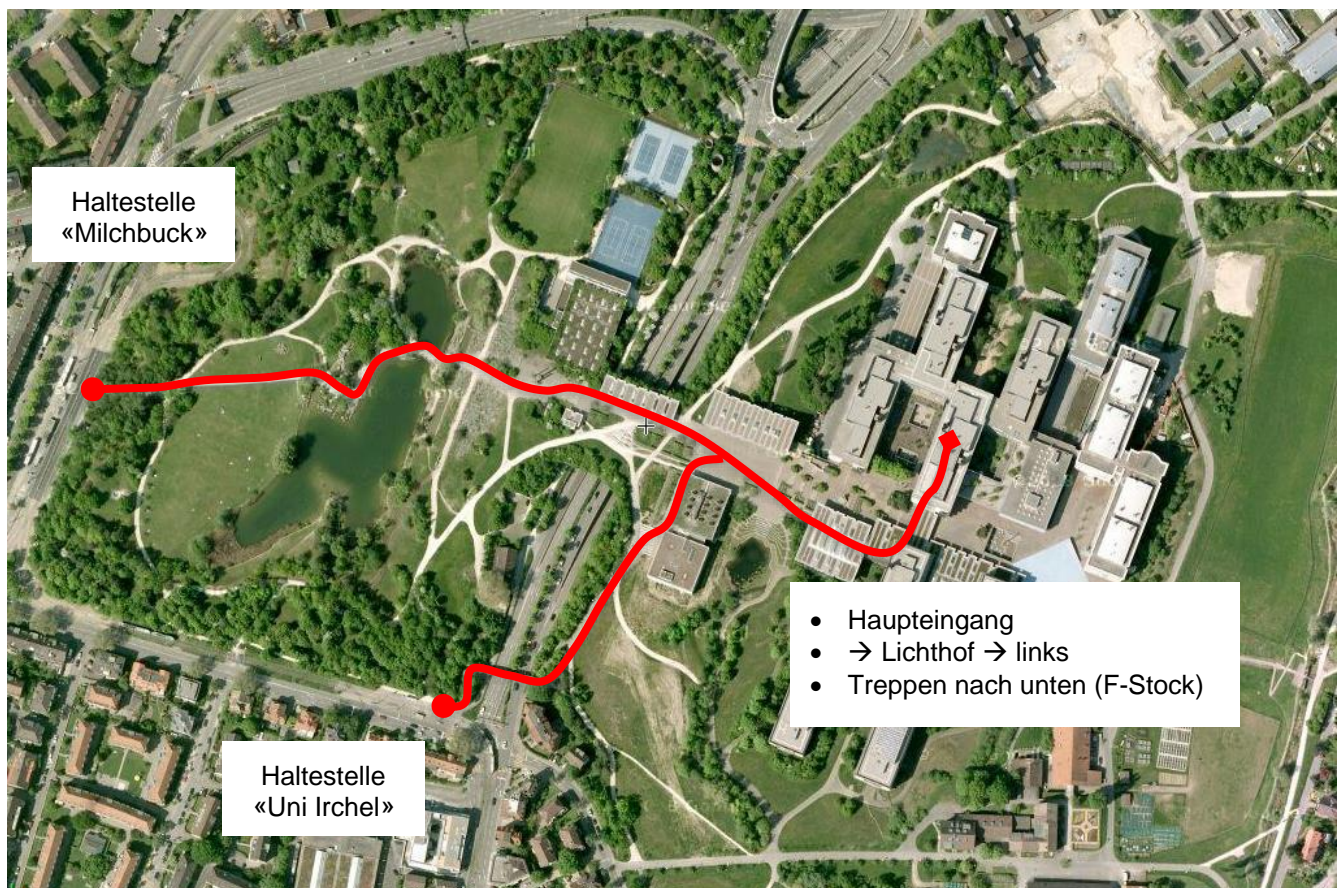 Haltestelle
«Milchbuck»
Haltestelle
«Uni Irchel»
• Haupteingang
• → Lichthof → links
• Treppen nach unten (F-Stock)